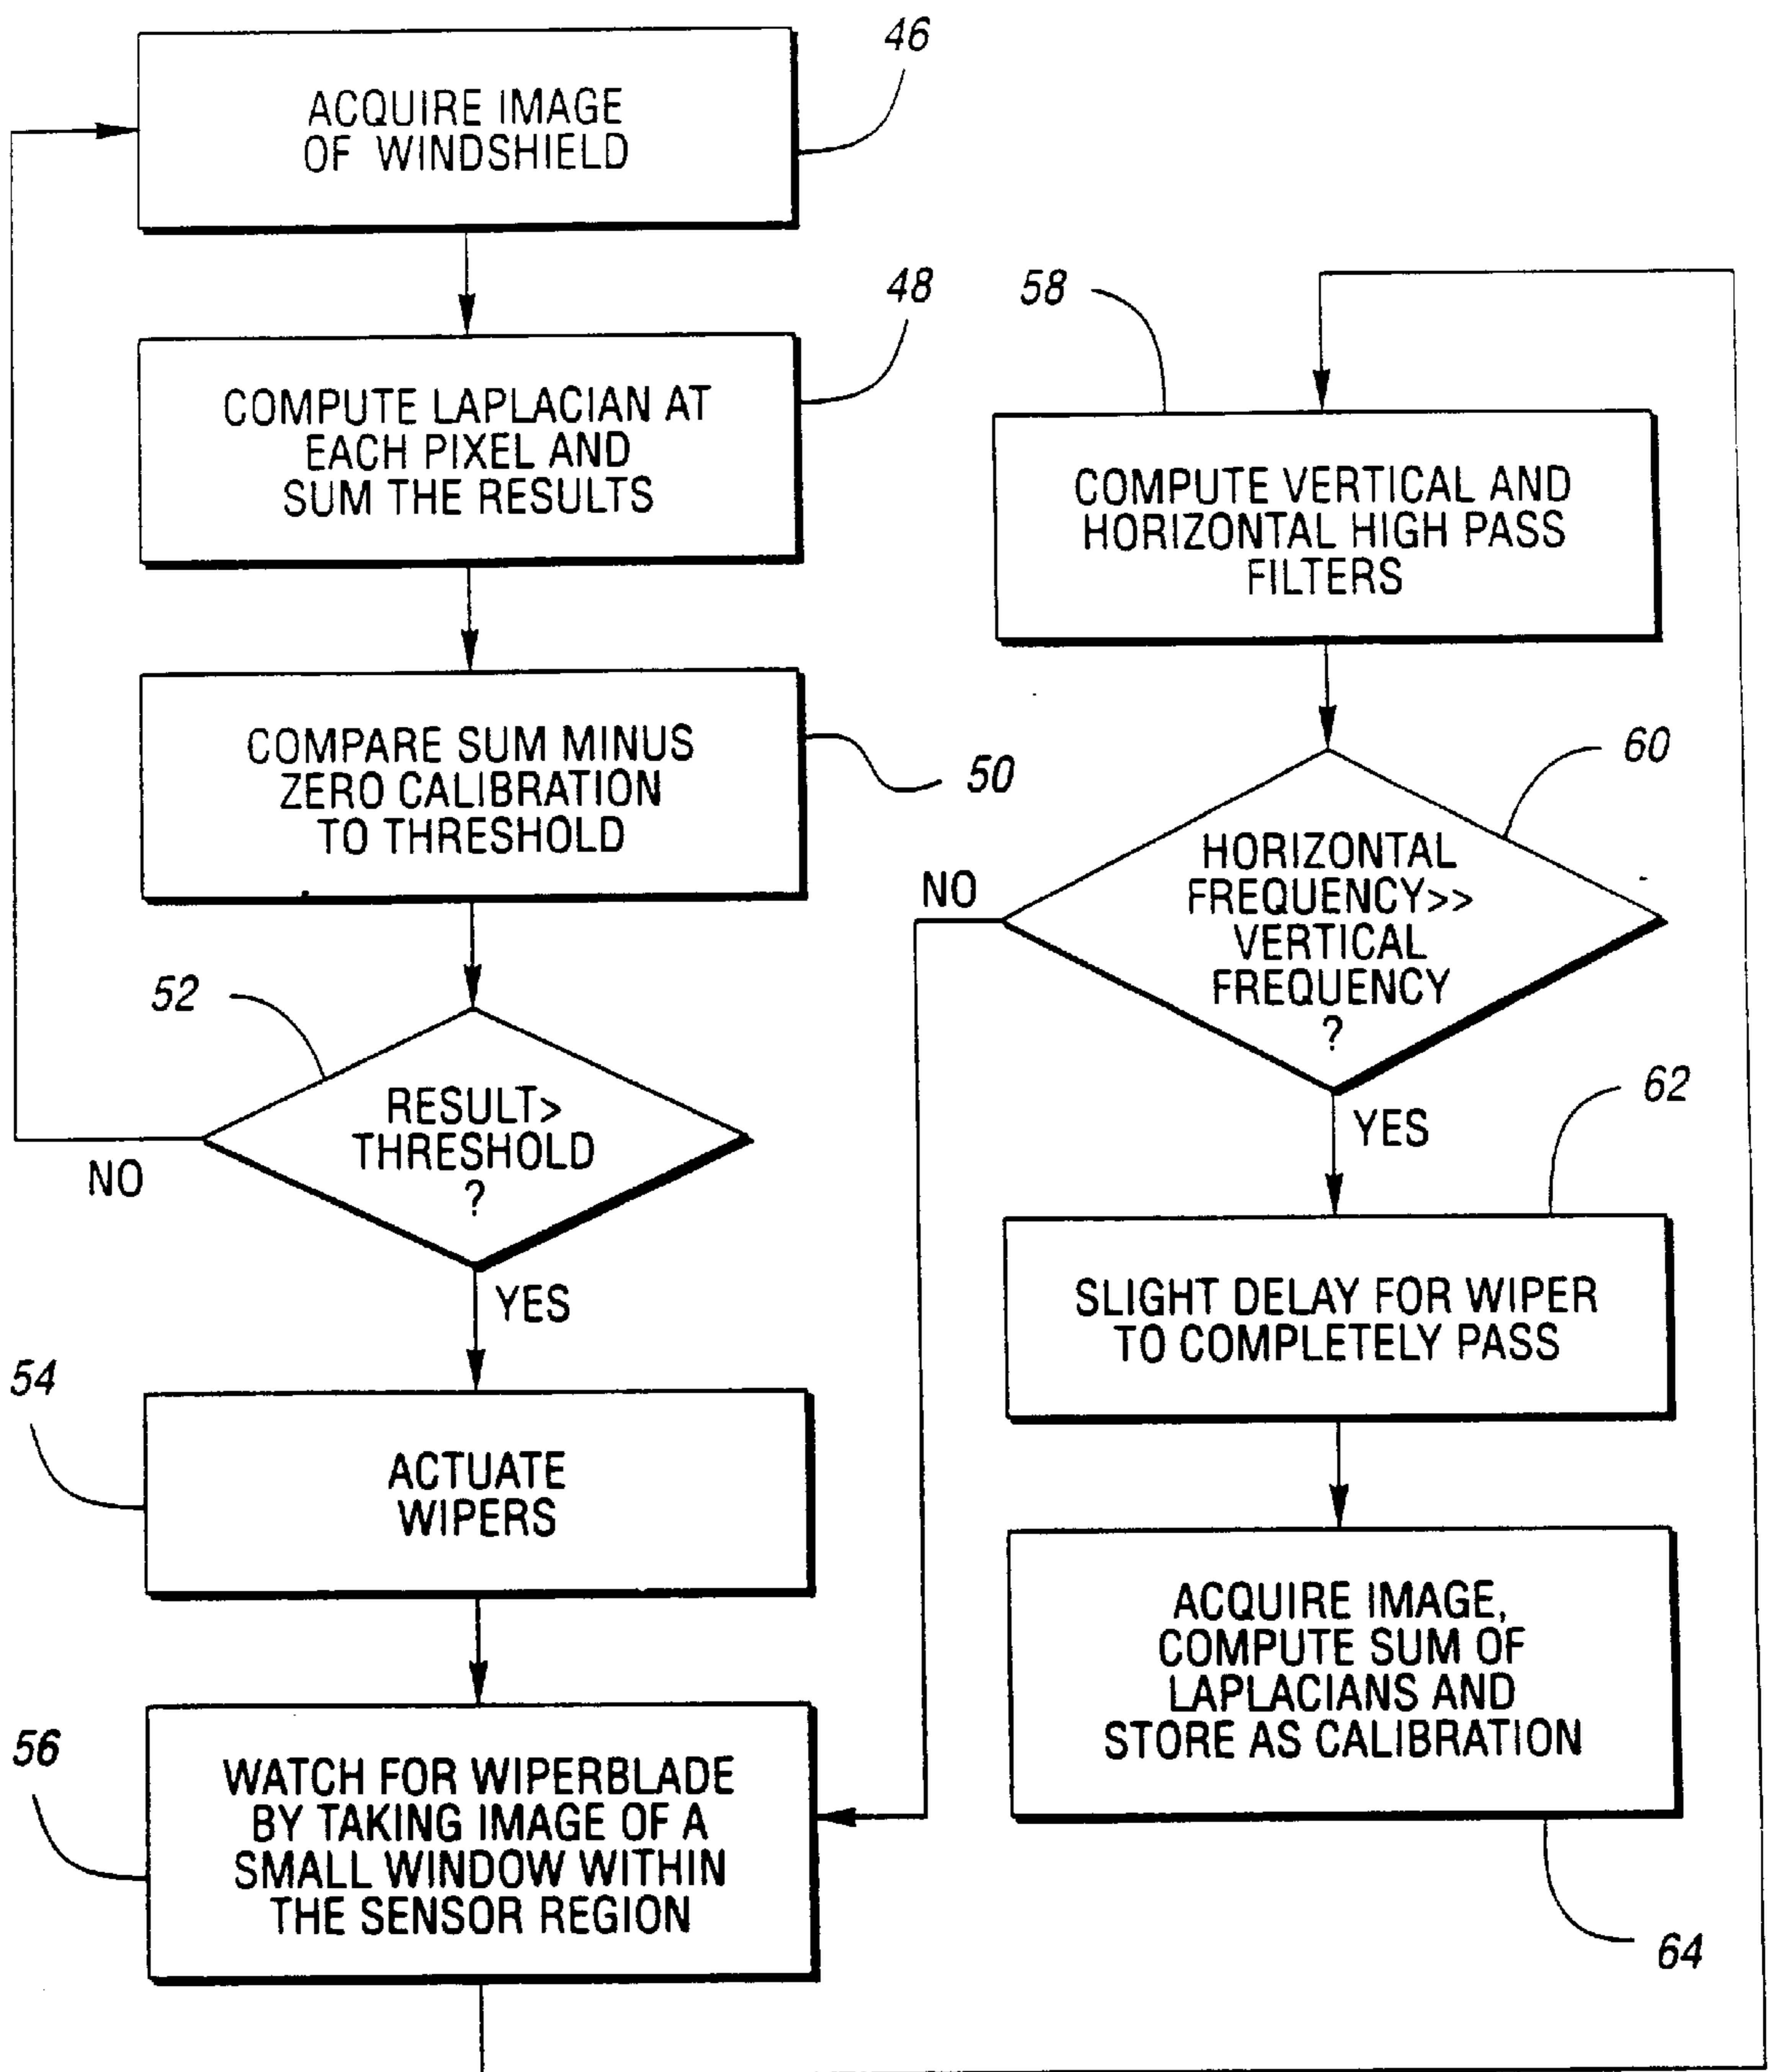 46
ACQUIRE IMAGE
OF WINDSHIELD
48
COMPUTE LAPLACIAN AT
EACH PIXEL AND
SUM THE RESULTS
50
COMPARE SUM MINUS
ZERO CALIBRATION
TO THRESHOLD
52
RESULT>
THRESHOLD
?
NO
YES
54
ACTUATE
WIPERS
56
WATCH FOR WIPERBLADE
BY TAKING IMAGE OF A
SMALL WINDOW WITHIN
THE SENSOR REGION
58
COMPUTE VERTICAL AND
HORIZONTAL HIGH PASS
FILTERS
60
HORIZONTAL
FREQUENCY>>
VERTICAL
FREQUENCY
?
NO
YES
62
SLIGHT DELAY FOR WIPER
TO COMPLETELY PASS
ACQUIRE IMAGE,
COMPUTE SUM OF
LAPLACIANS AND
STORE AS CALIBRATION
64